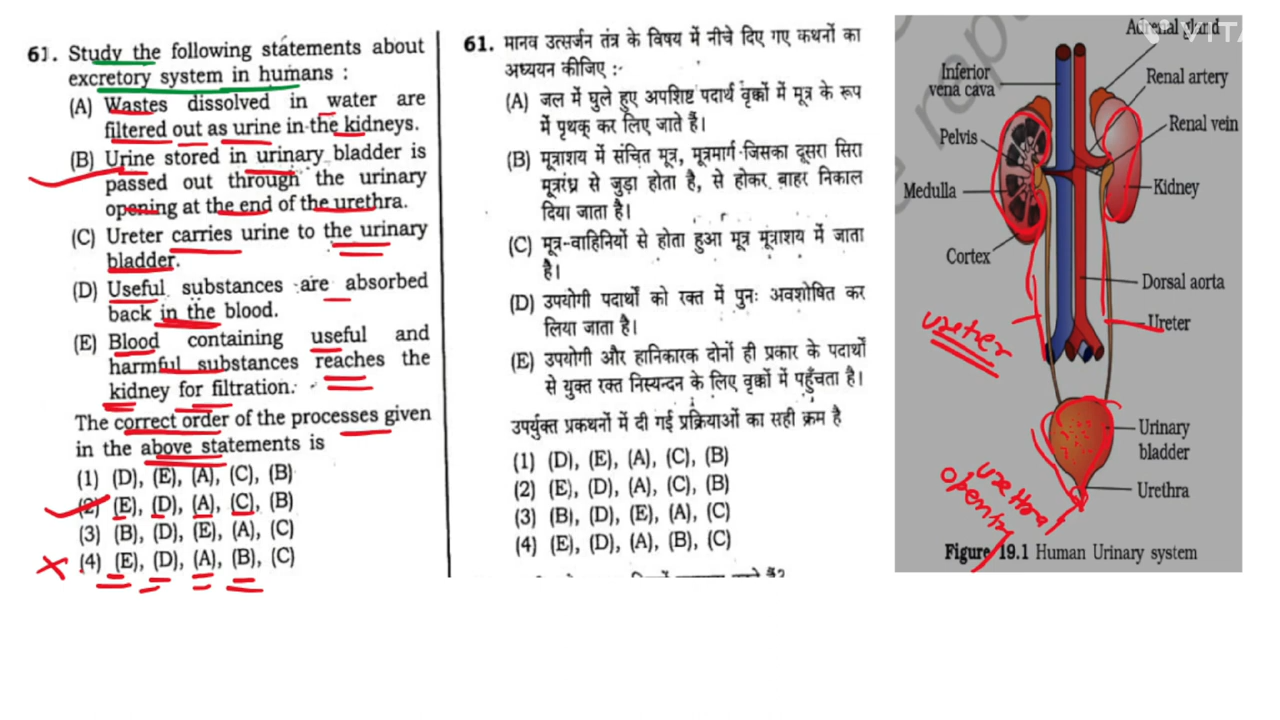 61. Study the following statements about
excretory system in humans :
(A) Wastes dissolved in water are
filtered out as urine in the kidneys.
(B) Urine stored in urinary bladder is
passed out through the urinary
opening at the end of the urethra.
(C) Ureter carries urine to the urinary
bladder.
(D) Useful substances are absorbed
back in the blood.
(E) Blood containing useful and
harmful substances reaches the
kidney for filtration.
The correct order of the processes given
in the above statements is
(1) (D), (E), (A), (C), (B)
(2) (E), (D), (A), (C), (B)
(3) (B), (D), (E), (A), (C)
(4) (E), (D), (A), (B), (C)
61. मानव उत्सर्जन तंत्र के विषय में नीचे दिए गए कथनों का
अध्ययन कीजिए :-
(A) जल में घुले हुए अपशिष्ट पदार्थ वृक्कों में मूत्र के रूप
में पृथक् कर लिए जाते हैं।
(B) मूत्राशय में संचित मूत्र, मूत्रमार्ग जिसका दूसरा सिरा
मूत्ररंध्र से जुड़ा होता है, से होकर बाहर निकाल
दिया जाता है।
(C) मूत्र-वाहिनियों से होता हुआ मूत्र मूत्राशय में जाता
है।
(D) उपयोगी पदार्थों को रक्त में पुनः अवशोषित कर
लिया जाता है।
(E) उपयोगी और हानिकारक दोनों ही प्रकार के पदार्थों
से युक्त रक्त निस्यन्दन के लिए वृक्कों में पहुँचता है।
उपर्युक्त प्रकथनों में दी गई प्रक्रियाओं का सही क्रम है
(1) (D), (E), (A), (C), (B)
(2) (E), (D), (A), (C), (B)
(3) (B), (D), (E), (A), (C)
(4) (E), (D), (A), (B), (C)
Adrenal gland
Inferior
vena cava
Renal artery
Pelvis
Renal vein
Medulla
Kidney
Cortex
Dorsal aorta
Ureter
Ureter
Urinary
bladder
Urethra
Urethra
opening
Figure 19.1 Human Urinary system